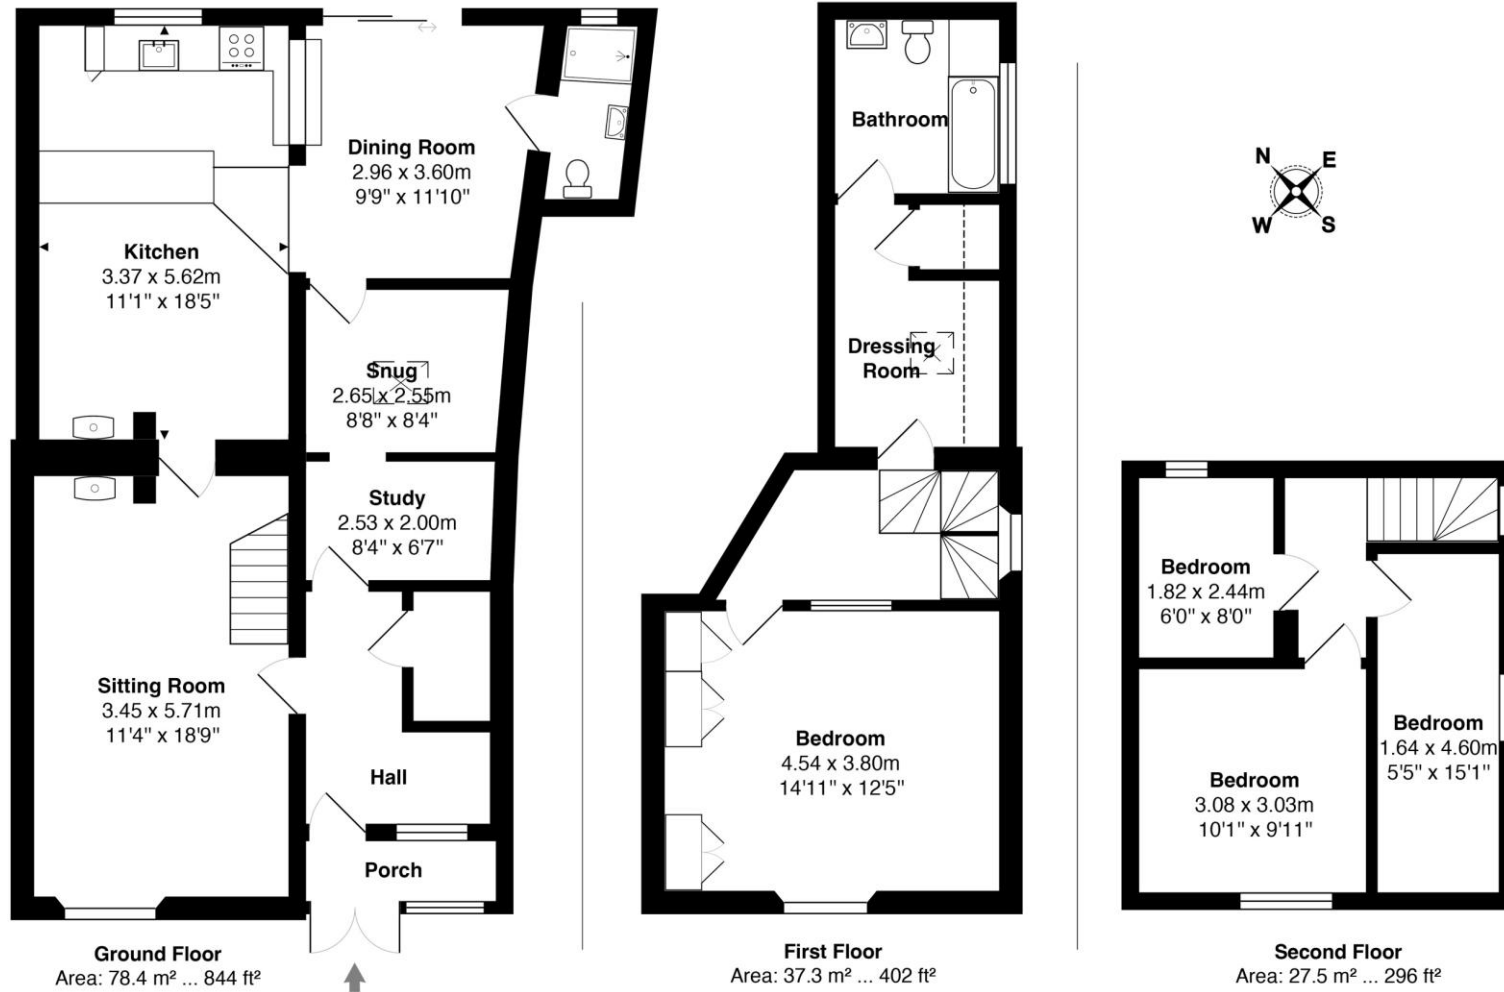 Kitchen
3.37 x 5.62m
11'1" x 18'5"
Dining Room
2.96 x 3.60m
9'9" x 11'10"
Snug
2.65 x 2.55m
8'8" x 8'4"
Study
2.53 x 2.00m
8'4" x 6'7"
Sitting Room
3.45 x 5.71m
11'4" x 18'9"
Hall
Porch
Ground Floor
Area: 78.4 m² ... 844 ft²
Bathroom
Dressing
Room
Bedroom
4.54 x 3.80m
14'11" x 12'5"
First Floor
Area: 37.3 m² ... 402 ft²
N E
W S
Bedroom
1.82 x 2.44m
6'0" x 8'0"
Bedroom
1.64 x 4.60m
5'5" x 15'1"
Bedroom
3.08 x 3.03m
10'1" x 9'11"
Second Floor
Area: 27.5 m² ... 296 ft²